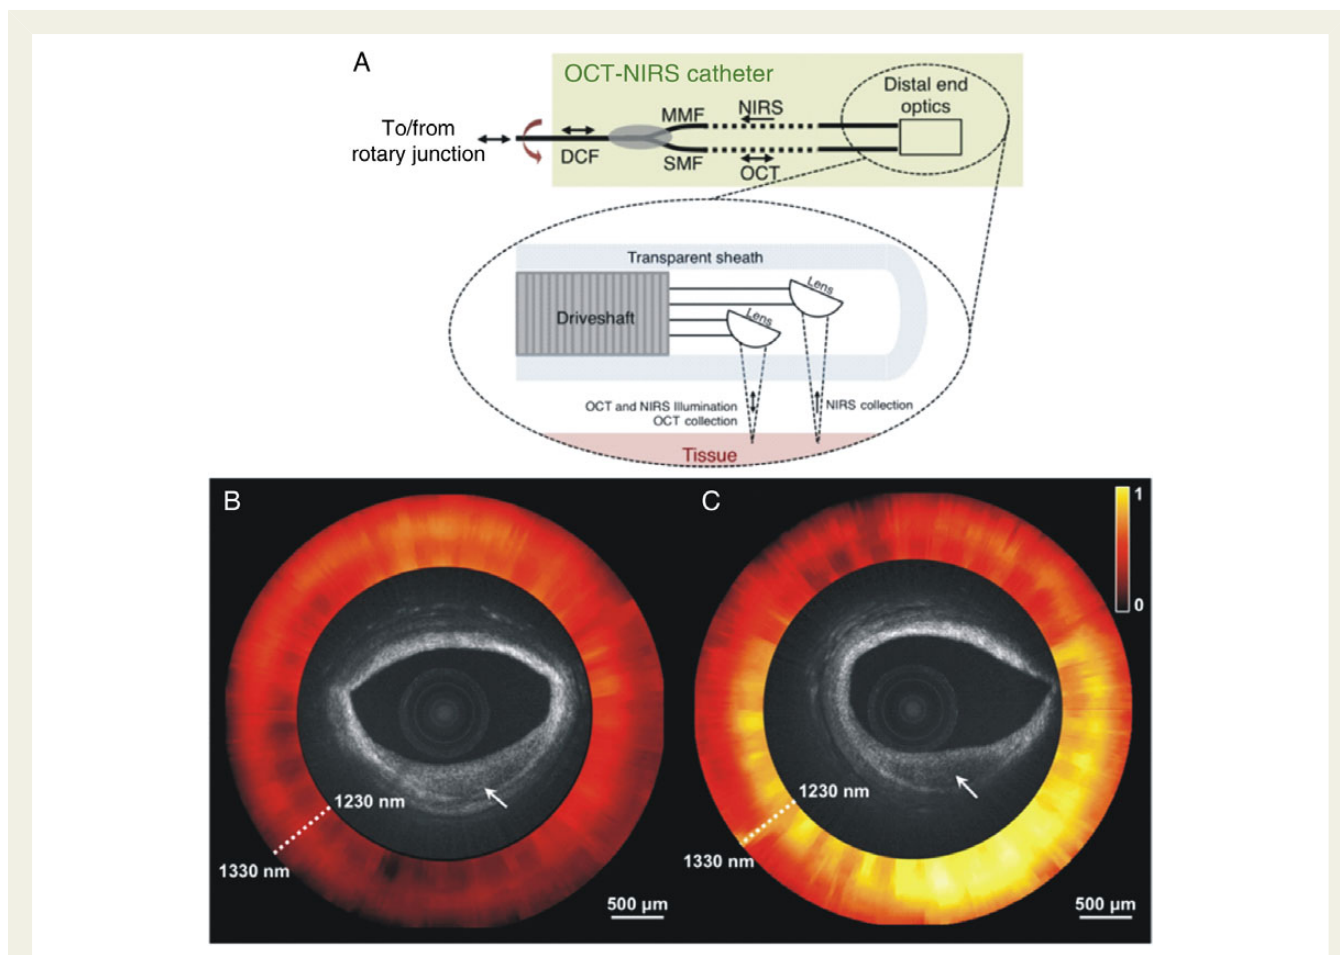 A
OCT-NIRS catheter
Distal end
optics
To/from
rotary junction
MMF
NIRS
DCF
SMF
OCT
Transparent sheath
Lens
Lens
Driveshaft
OCT and NIRS Illumination
OCT collection
NIRS collection
Tissue
B
C
1
0
1230 nm
1330 nm
500 µm
1230 nm
1330 nm
500 µm